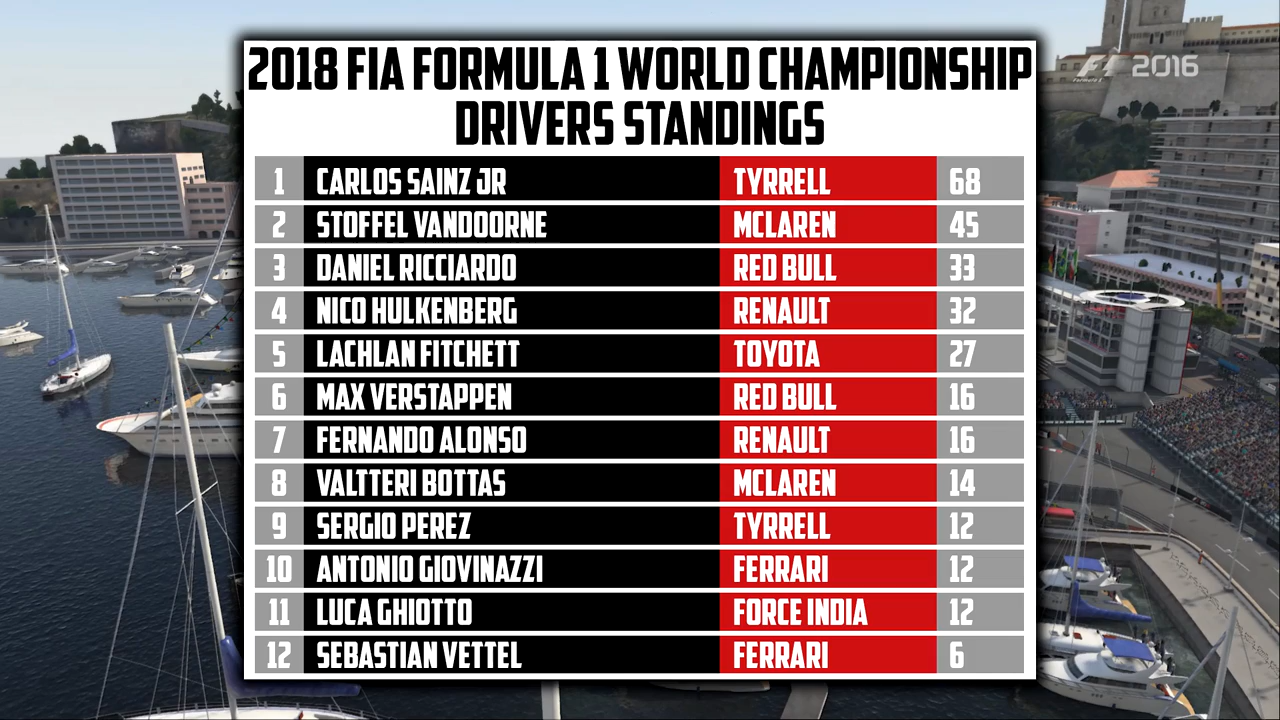 2018 FIA FORMULA 1 WORLD CHAMPIONSHIP
DRIVERS STANDINGS
F1 2016
Formula 1
1 CARLOS SAINZ JR TYRRELL 68
2 STOFFEL VANDOORNE MCLAREN 45
3 DANIEL RICCIARDO RED BULL 33
4 NICO HULKENBERG RENAULT 32
5 LACHLAN FITCHETT TOYOTA 27
6 MAX VERSTAPPEN RED BULL 16
7 FERNANDO ALONSO RENAULT 16
8 VALTTERI BOTTAS MCLAREN 14
9 SERGIO PEREZ TYRRELL 12
10 ANTONIO GIOVINAZZI FERRARI 12
11 LUCA GHIOTTO FORCE INDIA 12
12 SEBASTIAN VETTEL FERRARI 6